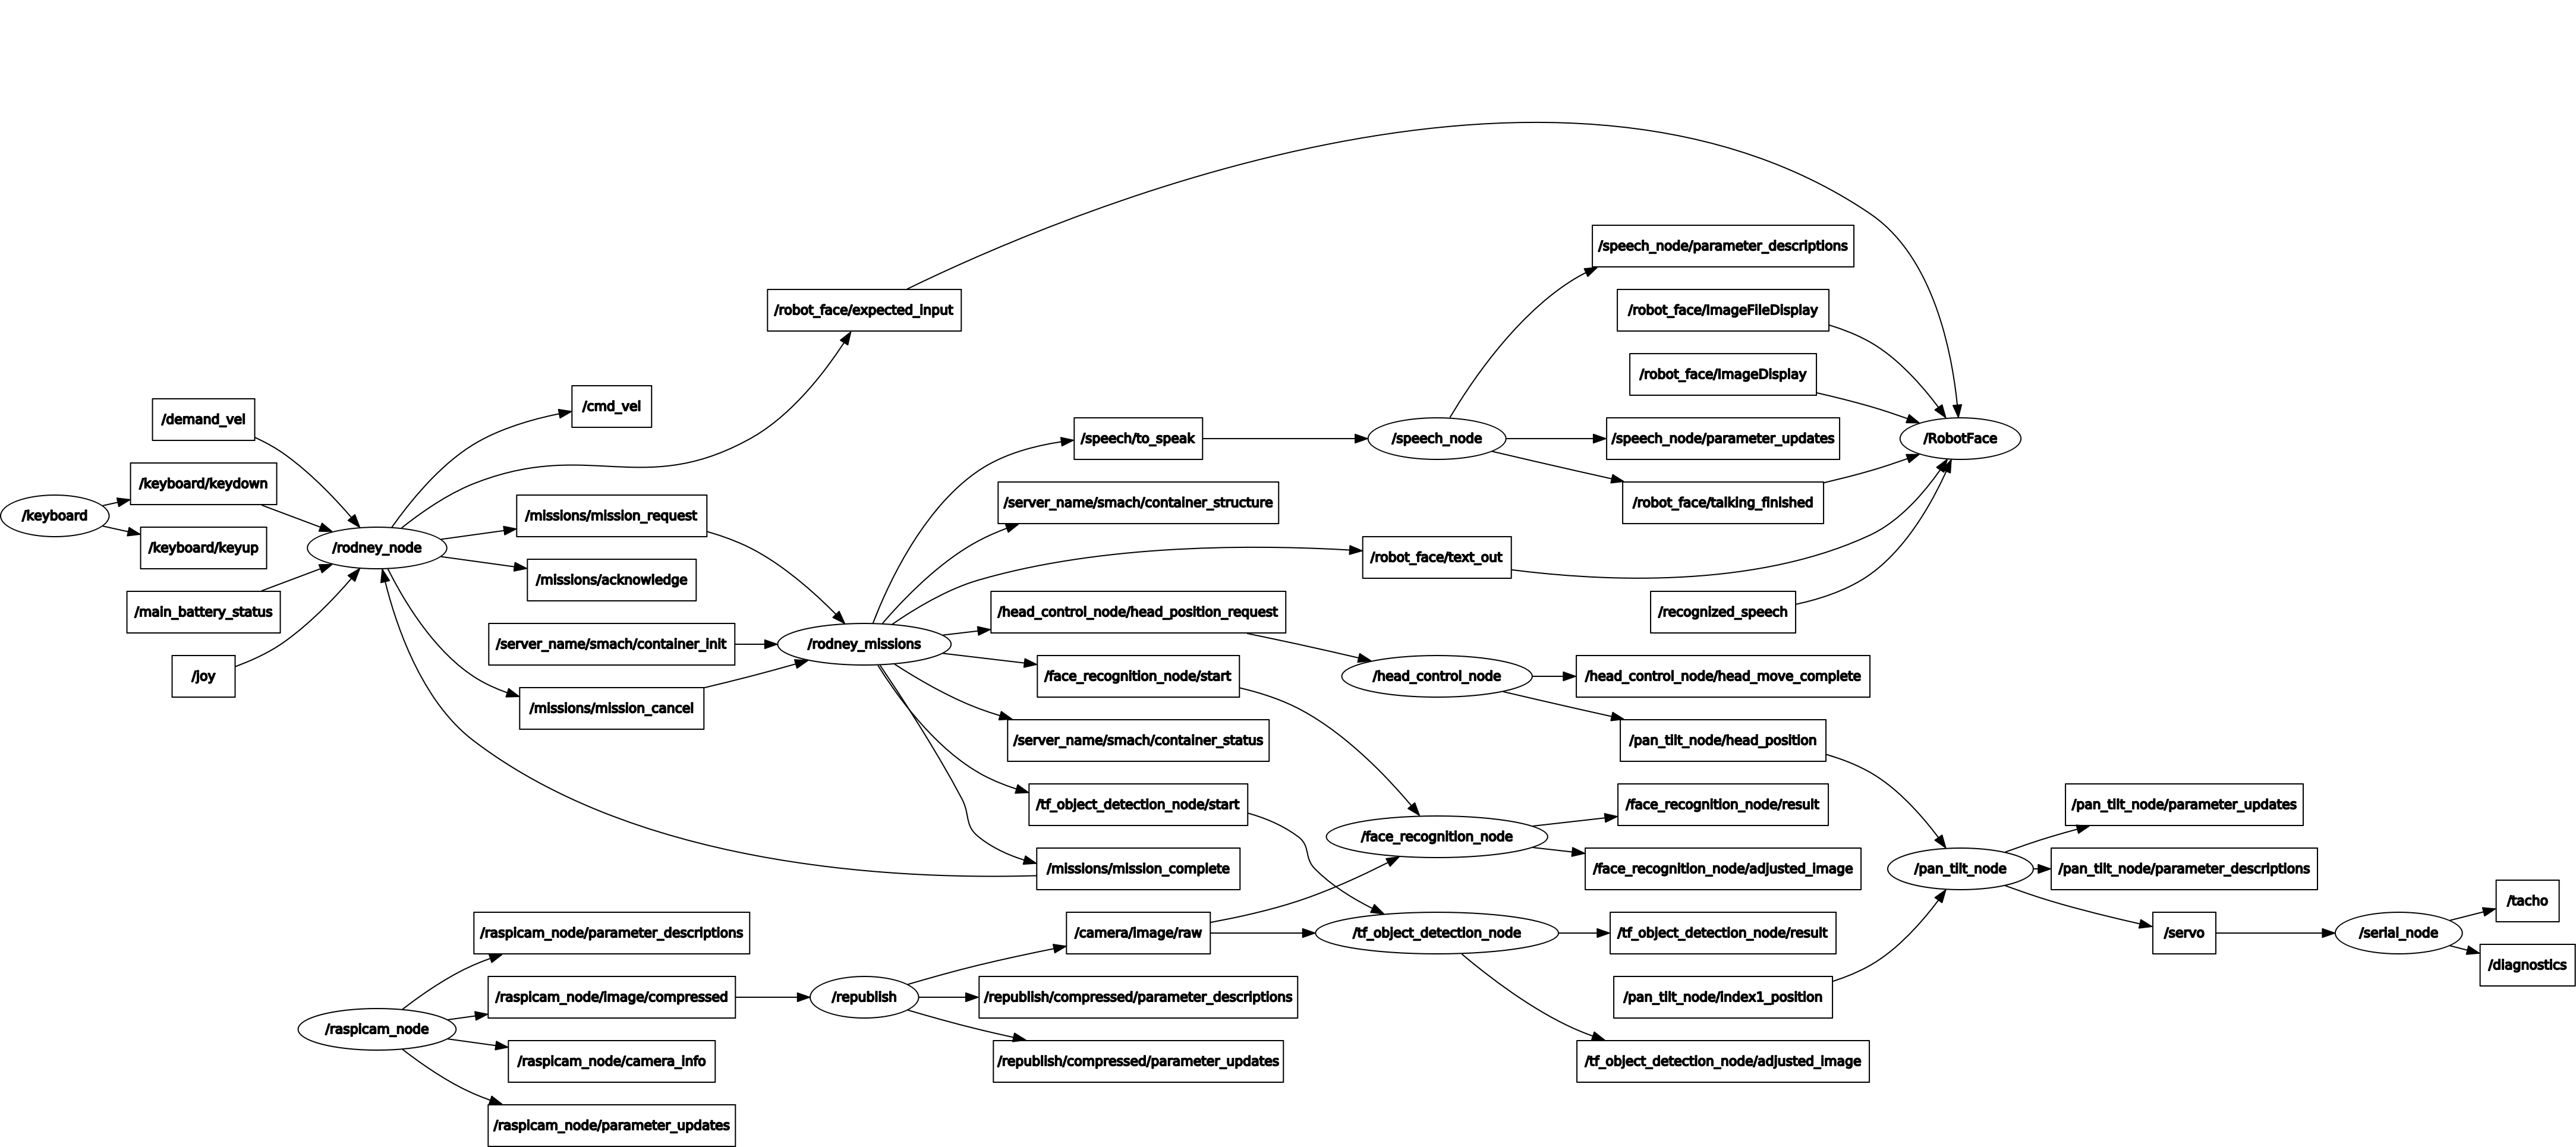 /speech_node/parameter_descriptions
/robot_face/expected_input
/robot_face/ImageFileDisplay
/robot_face/ImageDisplay
/cmd_vel
/demand_vel
/speech/to_speak
/speech_node
/speech_node/parameter_updates
/RobotFace
/keyboard/keydown
/server_name/smach/container_structure
/robot_face/talking_finished
/keyboard
/missions/mission_request
/keyboard/keyup
/rodney_node
/robot_face/text_out
/missions/acknowledge
/main_battery_status
/head_control_node/head_position_request
/recognized_speech
/server_name/smach/container_init
/rodney_missions
/joy
/face_recognition_node/start
/head_control_node
/head_control_node/head_move_complete
/missions/mission_cancel
/server_name/smach/container_status
/pan_tilt_node/head_position
/tf_object_detection_node/start
/face_recognition_node/result
/pan_tilt_node/parameter_updates
/face_recognition_node
/missions/mission_complete
/face_recognition_node/adjusted_image
/pan_tilt_node
/pan_tilt_node/parameter_descriptions
/tacho
/raspicam_node/parameter_descriptions
/camera/image/raw
/tf_object_detection_node
/tf_object_detection_node/result
/servo
/serial_node
/diagnostics
/raspicam_node/image/compressed
/republish
/republish/compressed/parameter_descriptions
/pan_tilt_node/index1_position
/raspicam_node
/raspicam_node/camera_info
/republish/compressed/parameter_updates
/tf_object_detection_node/adjusted_image
/raspicam_node/parameter_updates